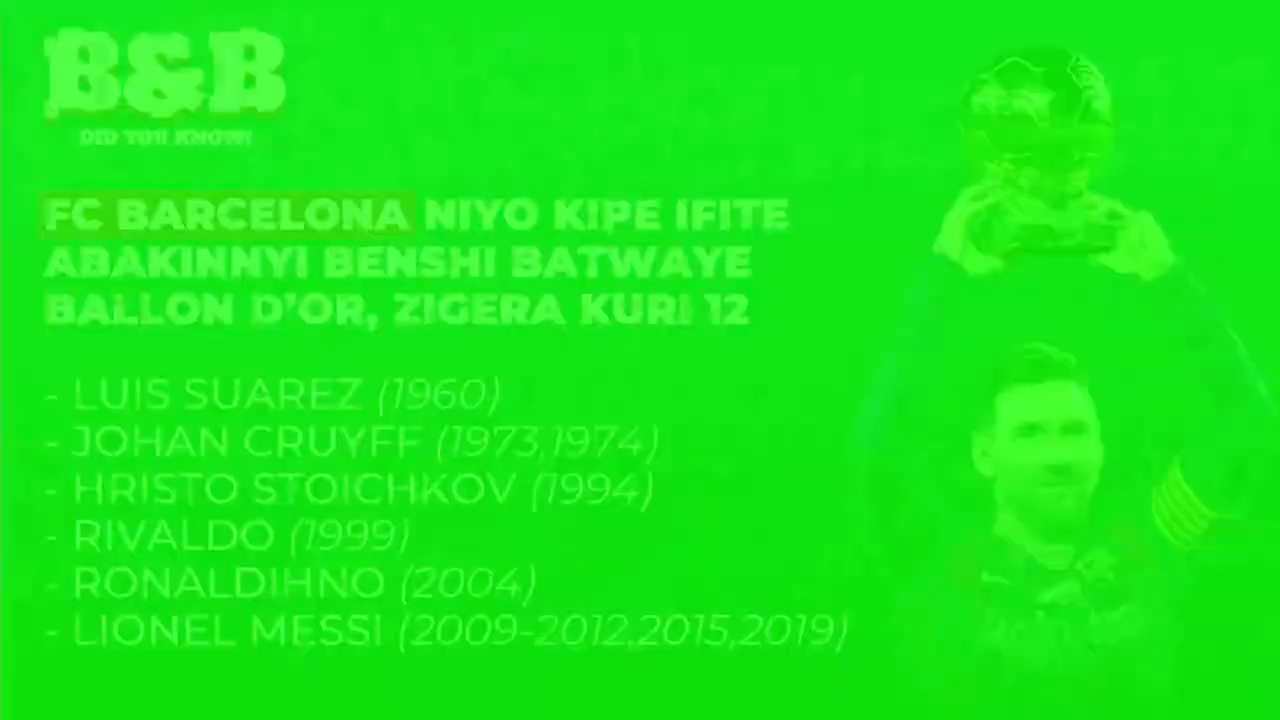 B&B
DID YOU KNOW!
FC BARCELONA NIYO KIPE IFITE
ABAKINNYI BENSHI BATWAYE
BALLON D'OR, ZIGERA KURI 12
- LUIS SUAREZ (1960)
- JOHAN CRUYFF (1973,1974)
- HRISTO STOICHKOV (1994)
- RIVALDO (1999)
- RONALDIHNO (2004)
- LIONEL MESSI (2009-2012,2015,2019)